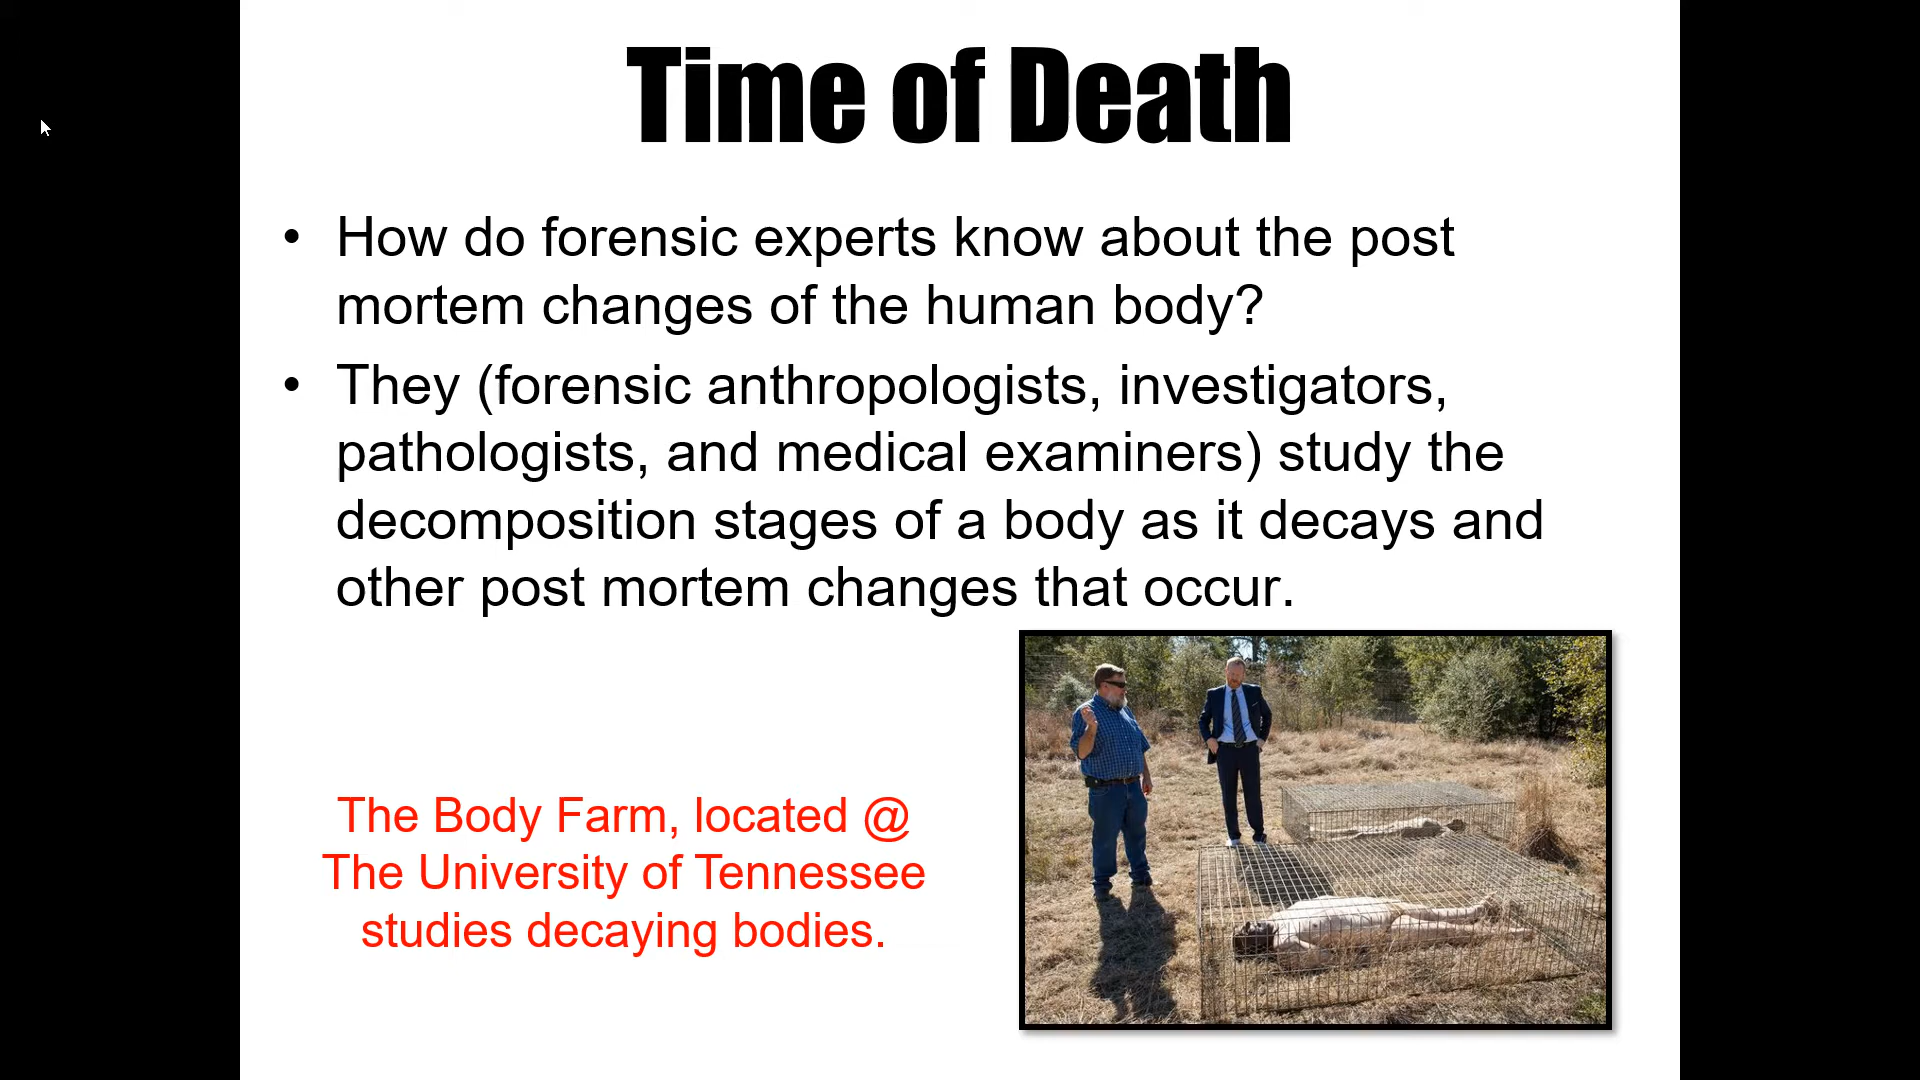 Time of Death
• How do forensic experts know about the post
mortem changes of the human body?
• They (forensic anthropologists, investigators,
pathologists, and medical examiners) study the
decomposition stages of a body as it decays and
other post mortem changes that occur.
The Body Farm, located @
The University of Tennessee
studies decaying bodies.